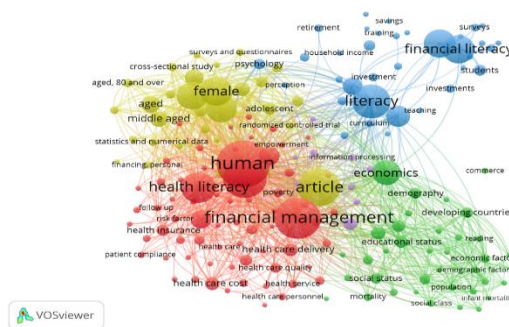 retirement
savings
training
surveys
financial literacy
surveys and questionnaires
household income
cross-sectional study
psychology
students
aged, 80 and over
female
perception
investment
investments
literacy
aged
adolescent
teaching
middle aged
randomized controlled trial
curriculum
statistics and numerical data
empowerment
information processing
human
financing, personal
economics
commerce
health literacy
article
poverty
demography
follow up
financial management
developing countries
risk factor
health insurance
educational status
reading
health care
health care delivery
patient compliance
economic factor
health care quality
demographic factor
social status
health care cost
health service
population
infant mortality
health care personnel
mortality
social class
VOSviewer